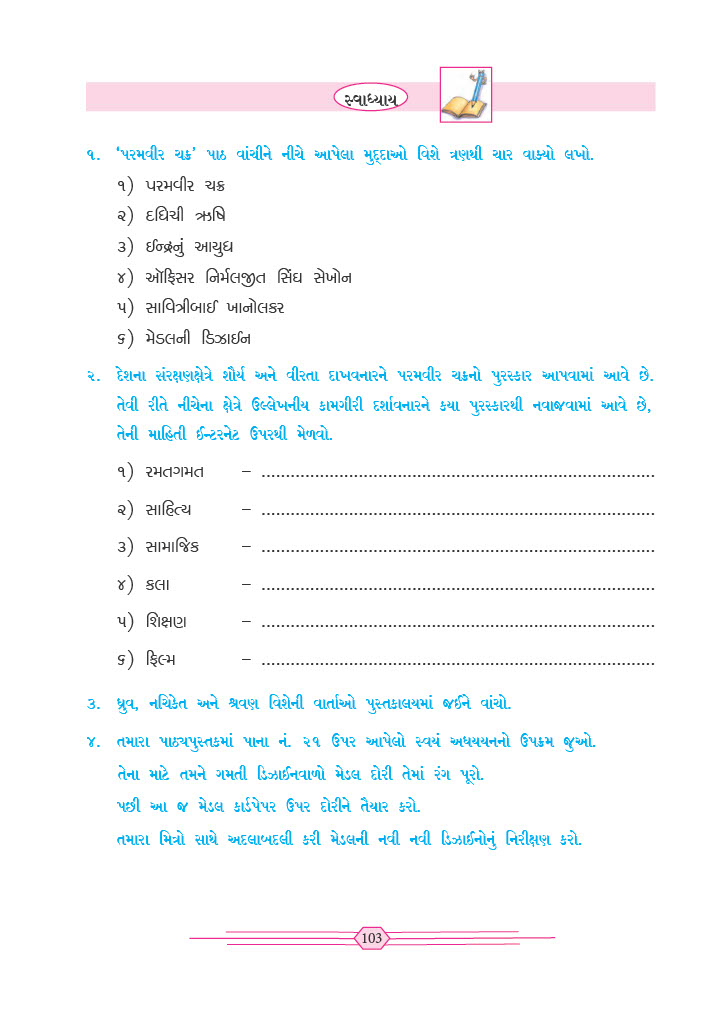 સ્વાધ્યાય
૧. ‘પરમવીર ચક્ર’ પાઠ વાંચીને નીચે આપેલા મુદ્દાઓ વિશે ત્રણથી ચાર વાક્યો લખો.
૧) પરમવીર ચક્ર
૨) દધિચી ઋષિ
૩) ઈન્દ્રનું આયુધ
૪) ઑફિસર નિર્મલજીત સિંઘ સેખોન
૫) સાવિત્રીબાઈ ખાનોલકર
૬) મેડલની ડિઝાઈન
૨. દેશના સંરક્ષણક્ષેત્રે શૌર્ય અને વીરતા દાખવનારને પરમવીર ચક્રનો પુરસ્કાર આપવામાં આવે છે.
તેવી રીતે નીચેના ક્ષેત્રે ઉલ્લેખનીય કામગીરી દર્શાવનારને કયા પુરસ્કારથી નવાજવામાં આવે છે,
તેની માહિતી ઈન્ટરનેટ ઉપરથી મેળવો.
૧) રમતગમત – ................................................................................
૨) સાહિત્ય – ................................................................................
૩) સામાજિક – ................................................................................
૪) કલા – ................................................................................
૫) શિક્ષણ – ................................................................................
૬) ફિલ્મ – ................................................................................
૩. ધ્રુવ, નચિકેત અને શ્રવણ વિશેની વાર્તાઓ પુસ્તકાલયમાં જઈને વાંચો.
૪. તમારા પાઠ્યપુસ્તકમાં પાના નં. ૨૧ ઉપર આપેલો સ્વયં અધયયનનો ઉપક્રમ જુઓ.
તેના માટે તમને ગમતી ડિઝાઈનવાળો મેડલ દોરી તેમાં રંગ પૂરો.
પછી આ જ મેડલ કાર્ડપેપર ઉપર દોરીને તૈયાર કરો.
તમારા મિત્રો સાથે અદલાબદલી કરી મેડલની નવી નવી ડિઝાઈનોનું નિરીક્ષણ કરો.
103